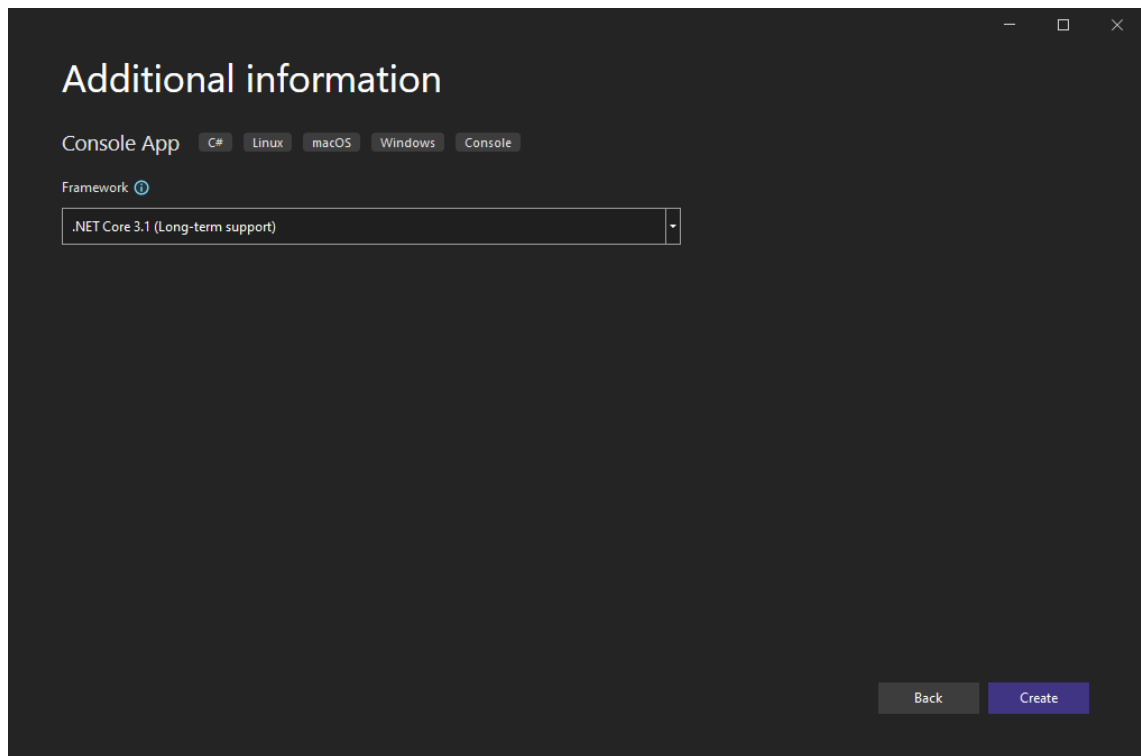 Additional information
Console App C# Linux macOS Windows Console
Framework
.NET Core 3.1 (Long-term support)
Back Create